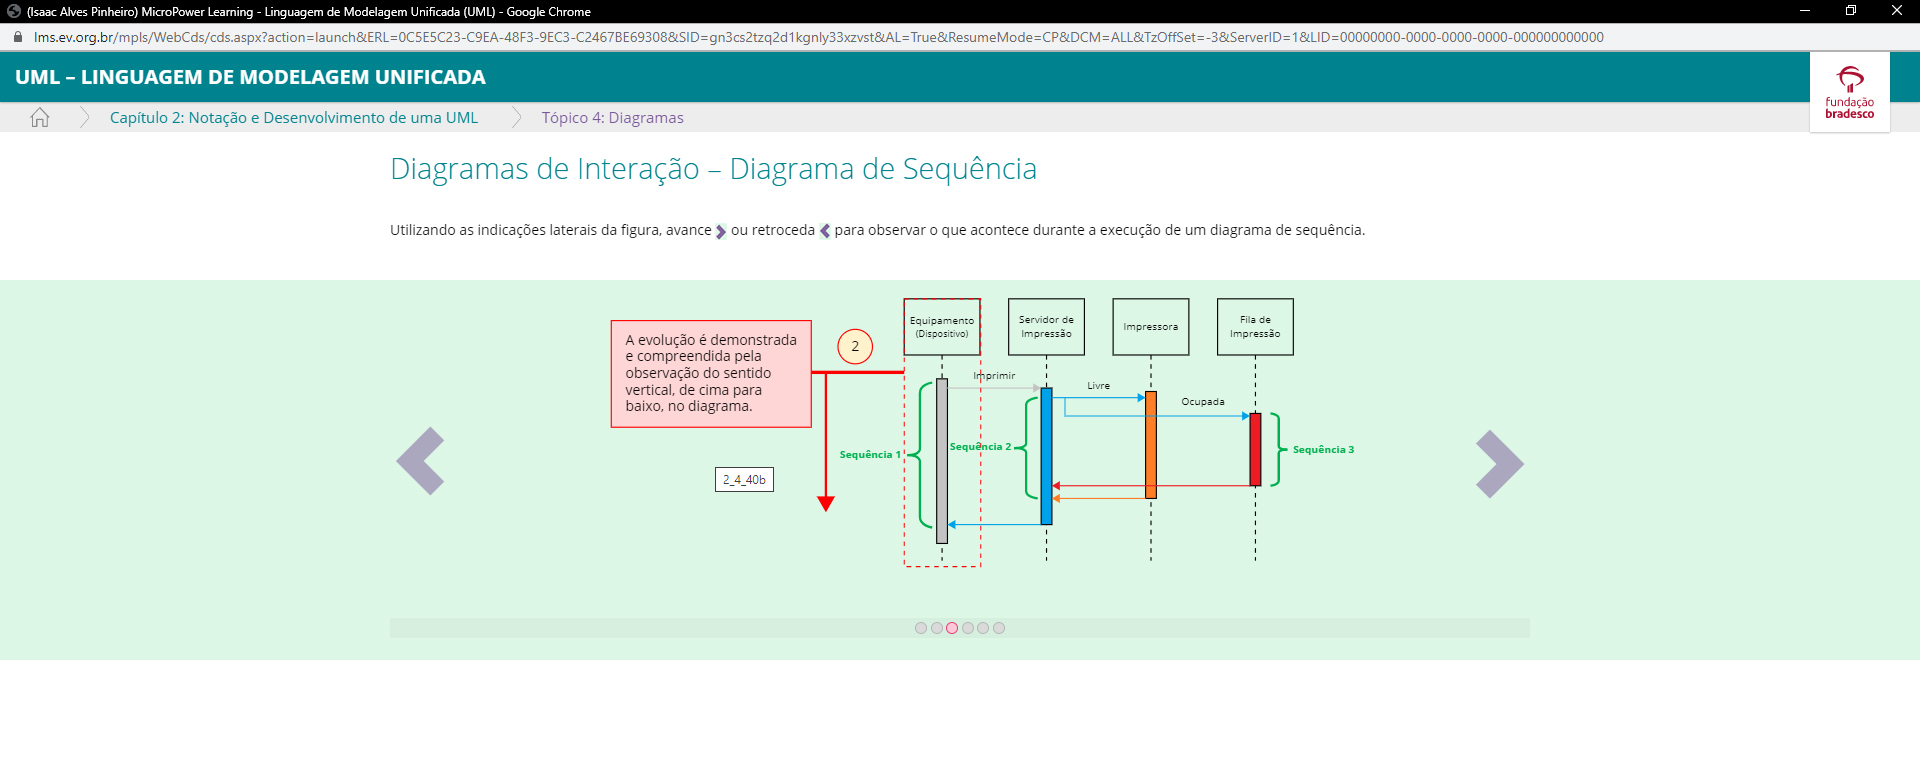 (Isaac Alves Pinheiro) MicroPower Learning - Linguagem de Modelagem Unificada (UML) - Google Chrome
lms.ev.org.br/mpls/WebCds/cds.aspx?action=launch&ERL=0C5E5C23-C9EA-48F3-9EC3-C2467BE69308&SID=gn3cs2tzq2d1kgnly33xzvst&AL=True&ResumeMode=CP&DCM=ALL&TzOffSet=-3&ServerID=1&LID=00000000-0000-0000-0000-000000000000
UML – LINGUAGEM DE MODELAGEM UNIFICADA
fundação
bradesco
Capítulo 2: Notação e Desenvolvimento de uma UML
Tópico 4: Diagramas
Diagramas de Interação – Diagrama de Sequência
Utilizando as indicações laterais da figura, avance ou retroceda para observar o que acontece durante a execução de um diagrama de sequência.
A evolução é demonstrada
e compreendida pela
observação do sentido
vertical, de cima para
baixo, no diagrama.
2
Equipamento
(Dispositivo)
Servidor de
Impressão
Impressora
Fila de
Impressão
Imprimir
Livre
Ocupada
Sequência 1
Sequência 2
Sequência 3
2_4_40b